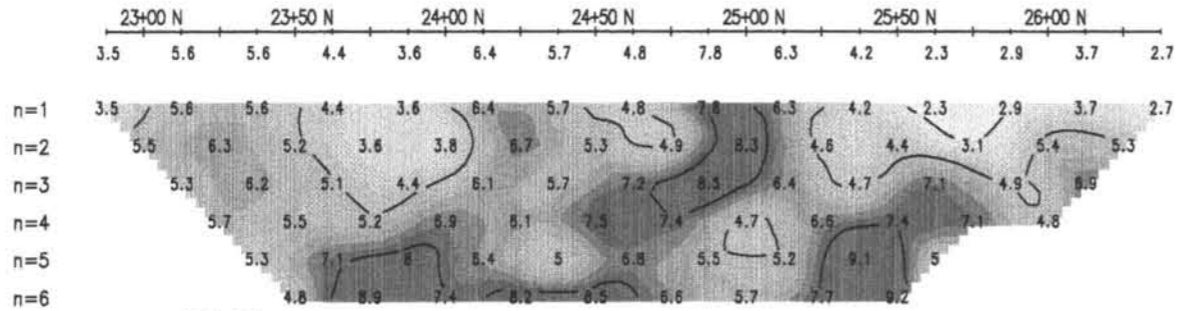 23+00 N 23+50 N 24+00 N 24+50 N 25+00 N 25+50 N 26+00 N
3.5 5.6 5.6 4.4 3.6 6.4 5.7 4.8 7.8 6.3 4.2 2.3 2.9 3.7 2.7
n=1 3.5 5.6 5.6 4.4 3.6 6.4 5.7 4.8 7.8 6.3 4.2 2.3 2.9 3.7 2.7
n=2 5.5 6.3 5.2 3.6 3.8 6.7 5.3 4.9 8.3 4.6 4.4 3.1 5.4 5.3
n=3 5.3 6.2 5.1 4.4 6.1 5.7 7.2 8.3 6.4 4.7 7.1 4.9 6.9
n=4 5.7 5.5 5.2 6.9 6.1 7.5 7.4 4.7 6.6 7.4 7.1 4.8
n=5 5.3 7.1 8 6.4 5 6.8 5.5 5.2 9.1 5
n=6 4.8 8.9 7.4 8.2 8.5 6.6 5.7 7.7 9.2